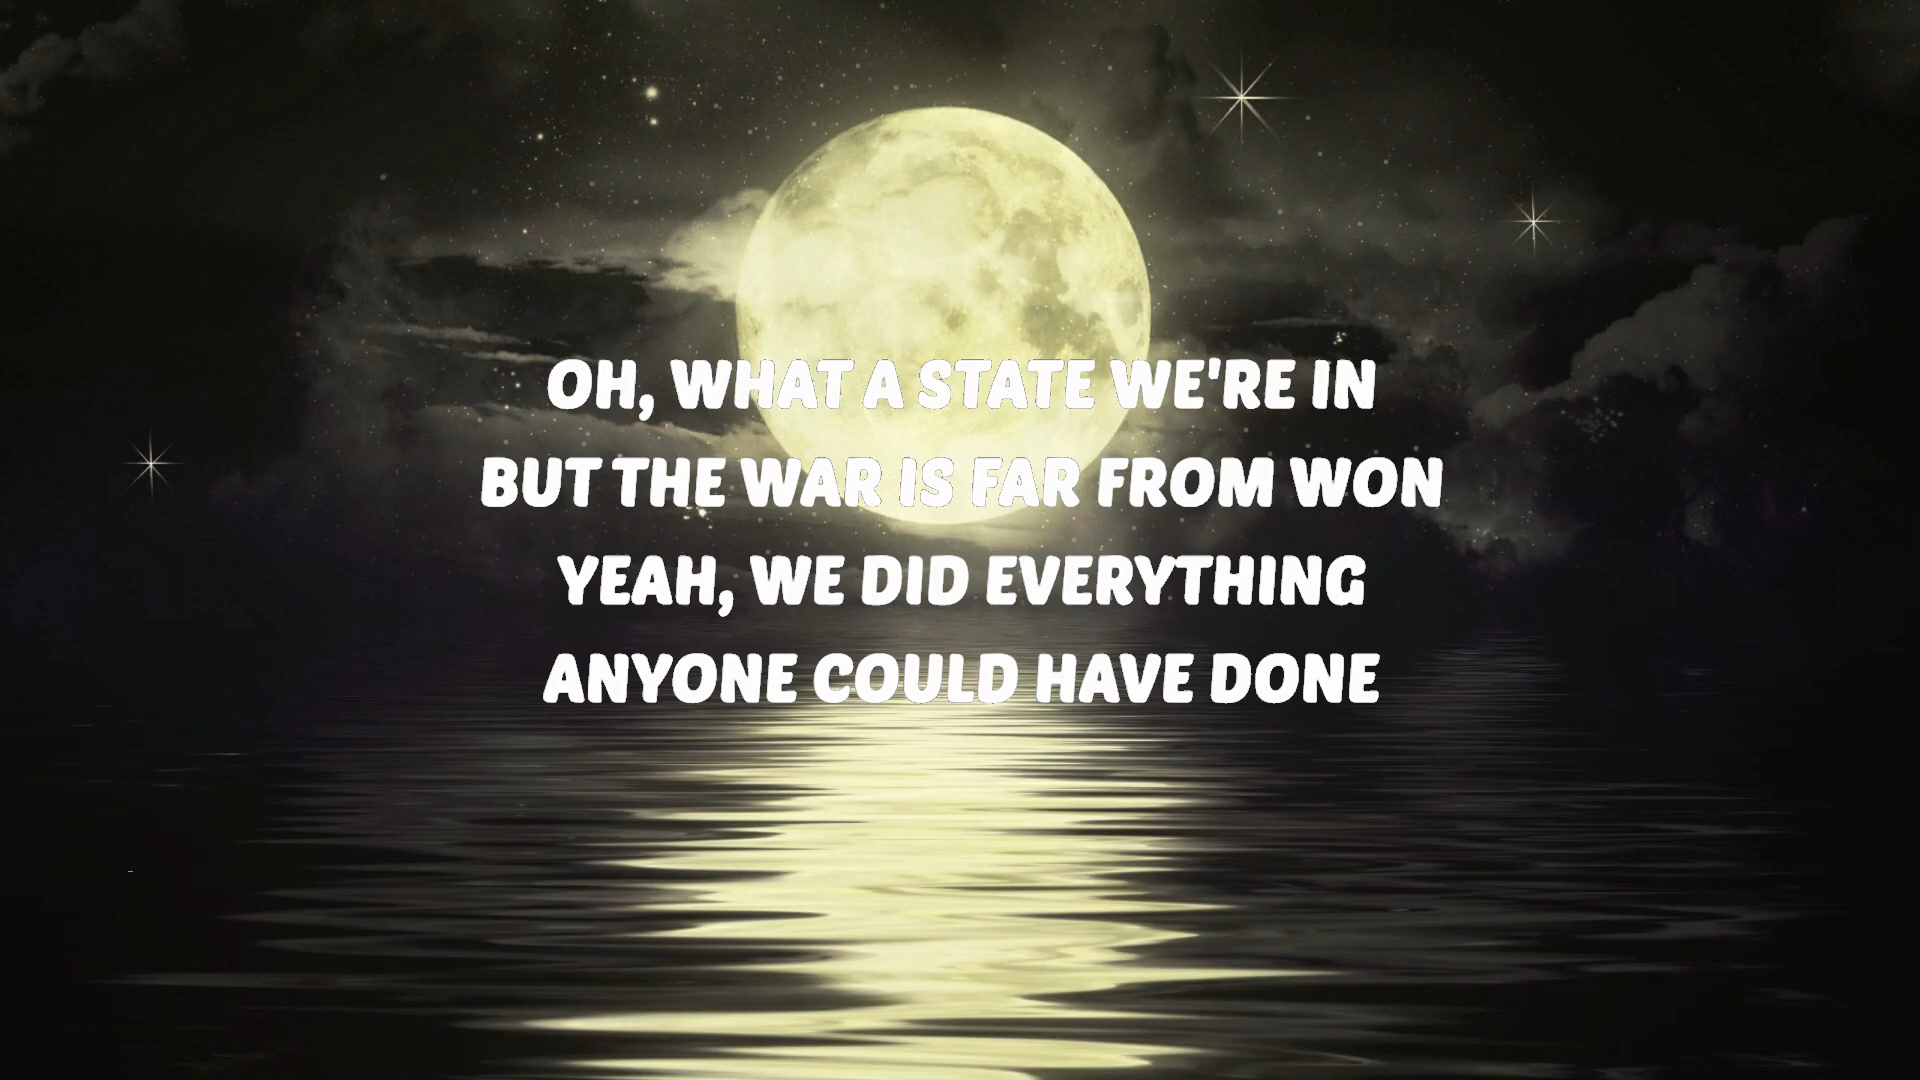 OH, WHAT A STATE WE'RE IN
BUT THE WAR IS FAR FROM WON
YEAH, WE DID EVERYTHING
ANYONE COULD HAVE DONE